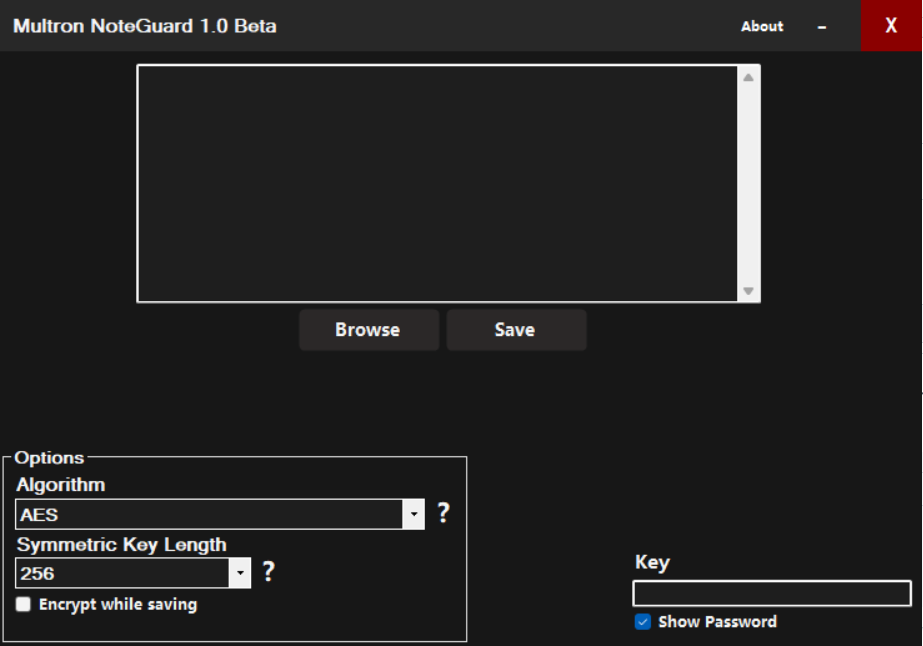 Multron NoteGuard 1.0 Beta About – X
Browse Save
Options
Algorithm
AES ?
Symmetric Key Length
256 ?
Encrypt while saving
Key
Show Password